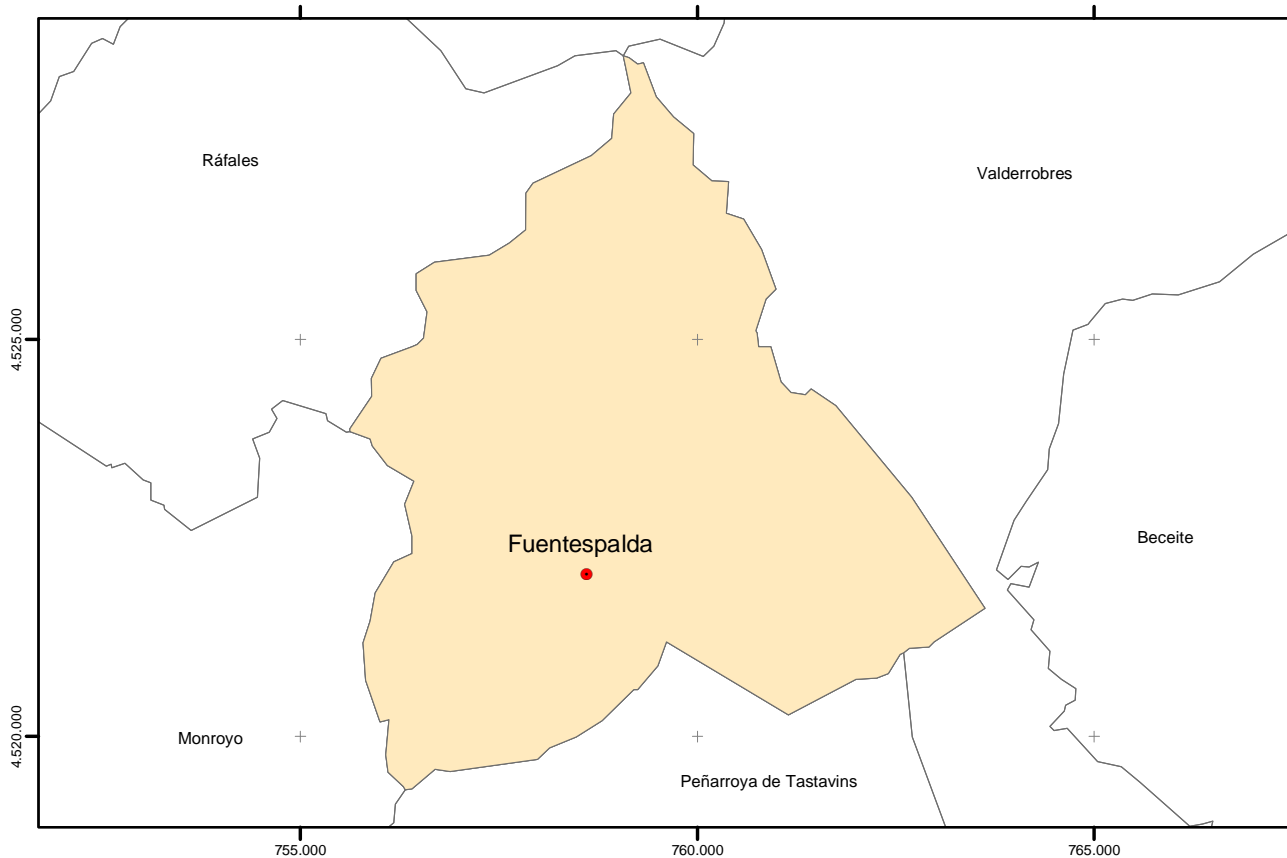 Ráfales
Valderrobres
4.525.000
Fuentespalda
Beceite
4.520.000
Monroyo
Peñarroya de Tastavins
755.000
760.000
765.000